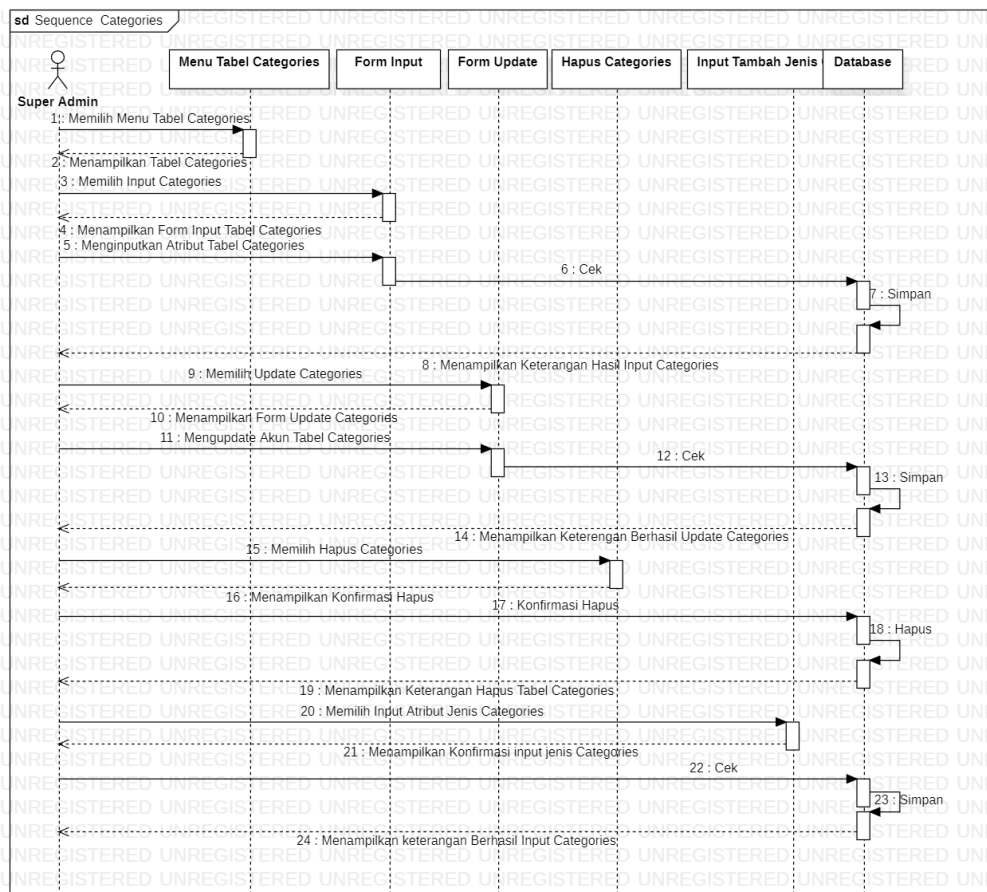 sd Sequence Categories
Super Admin
Menu Tabel Categories
Form Input
Form Update
Hapus Categories
Input Tambah Jenis
Database
1 : Memilih Menu Tabel Categories
2 : Menampilkan Tabel Categories
3 : Memilih Input Categories
4 : Menampilkan Form Input Tabel Categories
5 : Menginputkan Atribut Tabel Categories
6 : Cek
7 : Simpan
8 : Menampilkan Keterangan Hasil Input Categories
9 : Memilih Update Categories
10 : Menampilkan Form Update Categories
11 : Mengupdate Akun Tabel Categories
12 : Cek
13 : Simpan
14 : Menampilkan Keterengan Berhasil Update Categories
15 : Memilih Hapus Categories
16 : Menampilkan Konfirmasi Hapus
17 : Konfirmasi Hapus
18 : Hapus
19 : Menampilkan Keterangan Hapus Tabel Categories
20 : Memilih Input Atribut Jenis Categories
21 : Menampilkan Konfirmasi input jenis Categories
22 : Cek
23 : Simpan
24 : Menampilkan keterangan Berhasil Input Categories
UNREGISTERED